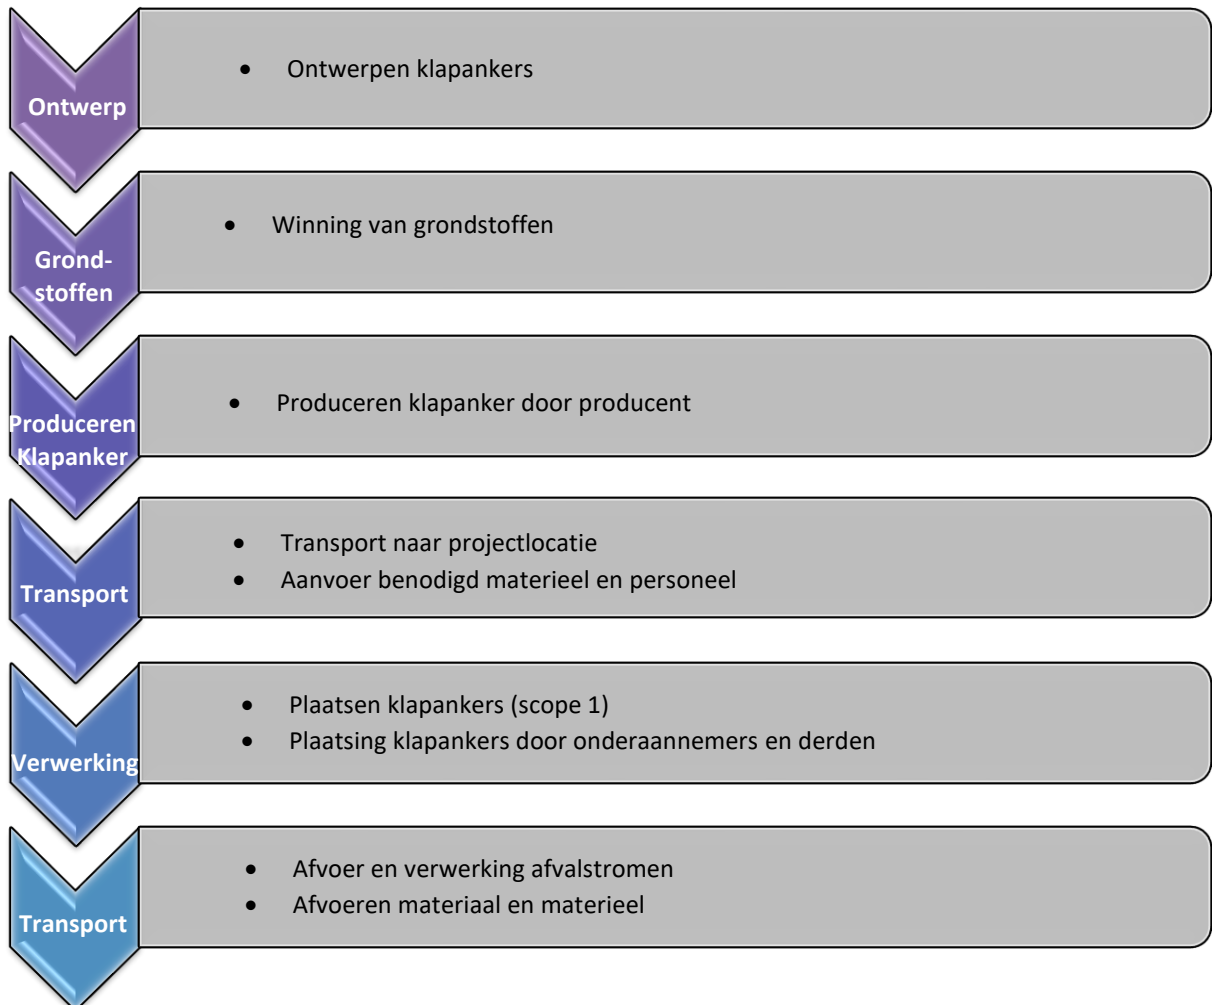 Ontwerp
• Ontwerpen klapankers
Grond-
stoffen
• Winning van grondstoffen
Produceren
Klapanker
• Produceren klapanker door producent
Transport
• Transport naar projectlocatie
• Aanvoer benodigd materieel en personeel
Verwerking
• Plaatsen klapankers (scope 1)
• Plaatsing klapankers door onderaannemers en derden
Transport
• Afvoer en verwerking afvalstromen
• Afvoeren materiaal en materieel